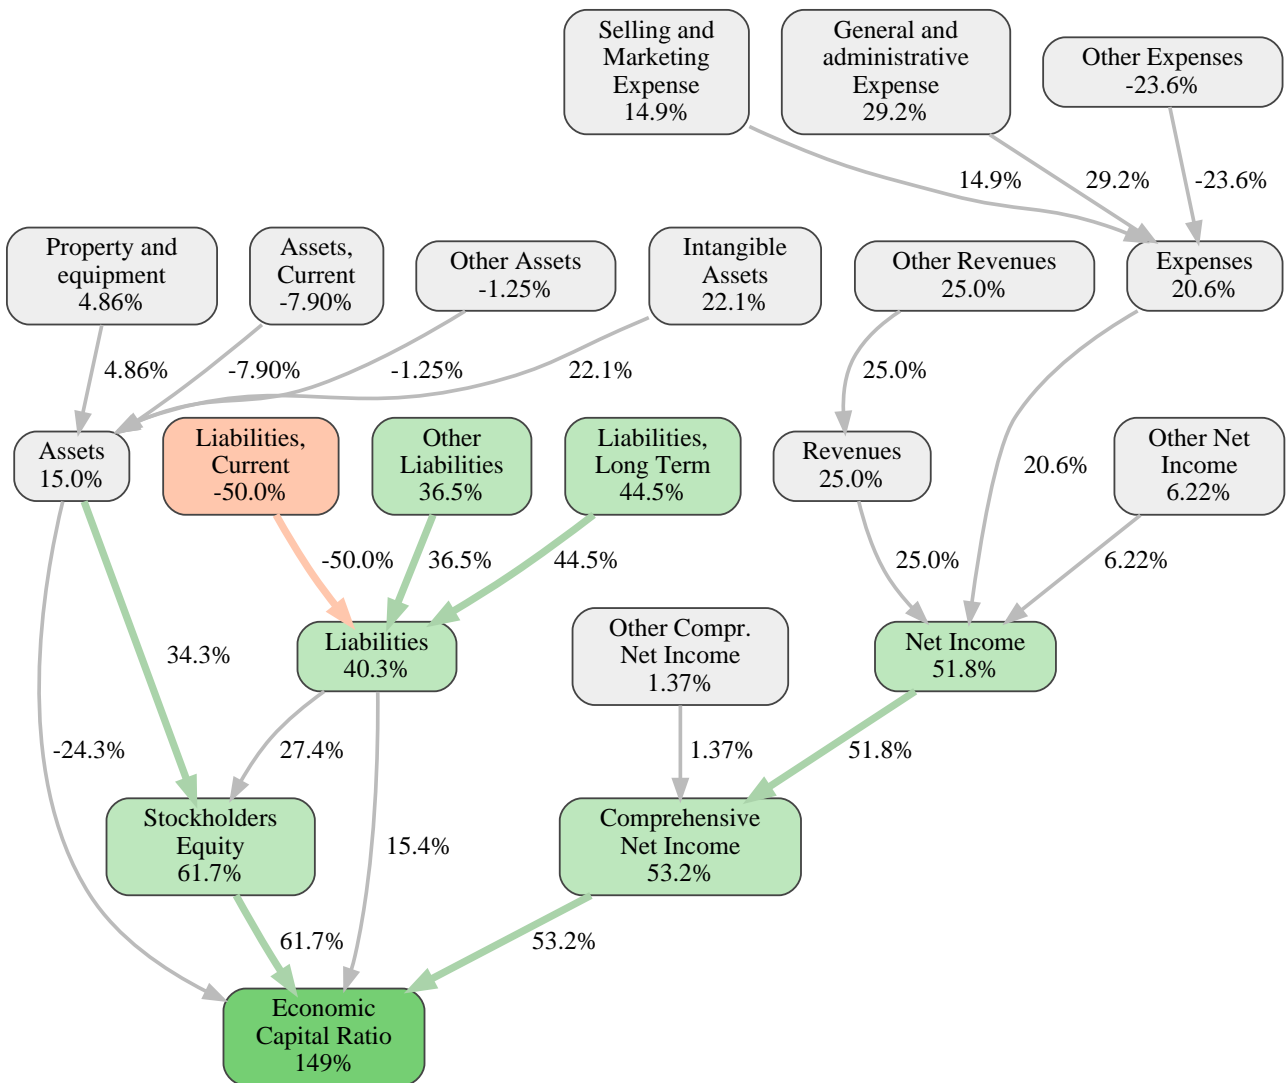 Selling and
Marketing
Expense
14.9%
General and
administrative
Expense
29.2%
Other Expenses
-23.6%
14.9%
29.2%
-23.6%
Property and
equipment
4.86%
Assets,
Current
-7.90%
Other Assets
-1.25%
Intangible
Assets
22.1%
Other Revenues
25.0%
Expenses
20.6%
4.86%
-7.90%
-1.25%
22.1%
25.0%
Assets
15.0%
Liabilities,
Current
-50.0%
Other
Liabilities
36.5%
Liabilities,
Long Term
44.5%
Revenues
25.0%
20.6%
Other Net
Income
6.22%
-50.0%
36.5%
44.5%
25.0%
6.22%
34.3%
Liabilities
40.3%
Other Compr.
Net Income
1.37%
Net Income
51.8%
-24.3%
27.4%
1.37%
51.8%
Stockholders
Equity
61.7%
15.4%
Comprehensive
Net Income
53.2%
61.7%
53.2%
Economic
Capital Ratio
149%